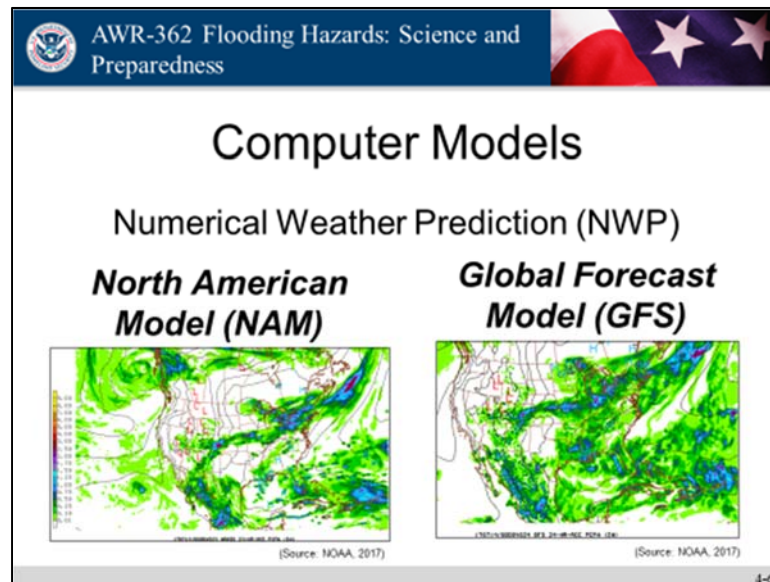 AWR-362 Flooding Hazards: Science and
Preparedness
Computer Models
Numerical Weather Prediction (NWP)
North American
Model (NAM)
Global Forecast
Model (GFS)
(Source: NOAA, 2017)
(Source: NOAA, 2017)